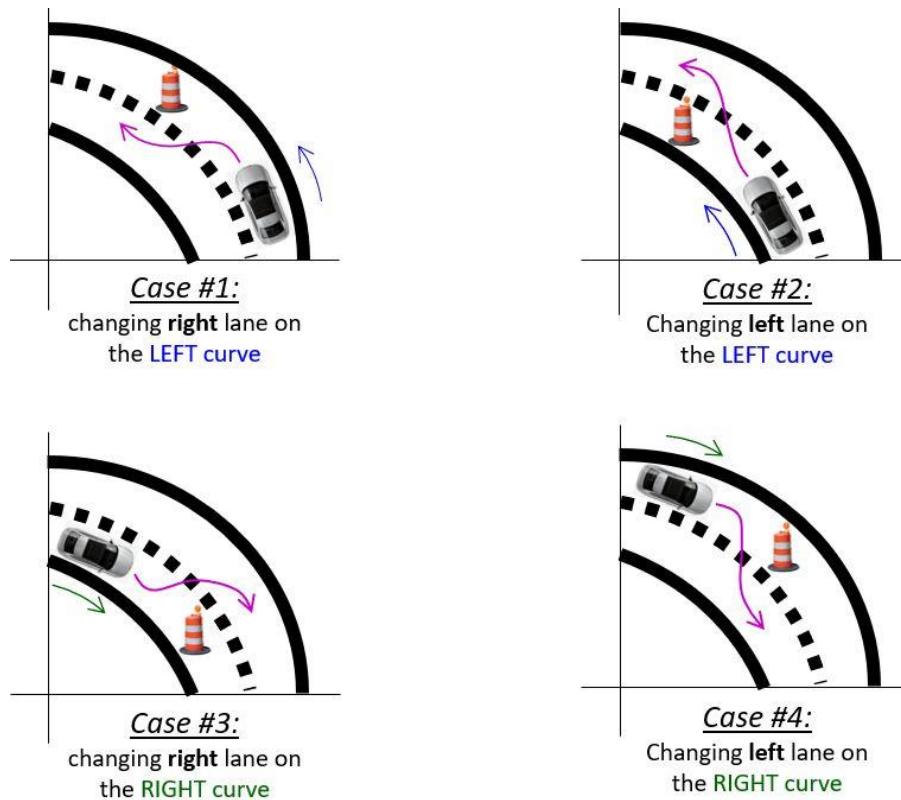 Case #1:
changing right lane on
the LEFT curve
Case #2:
Changing left lane on
the LEFT curve
Case #3:
changing right lane on
the RIGHT curve
Case #4:
Changing left lane on
the RIGHT curve